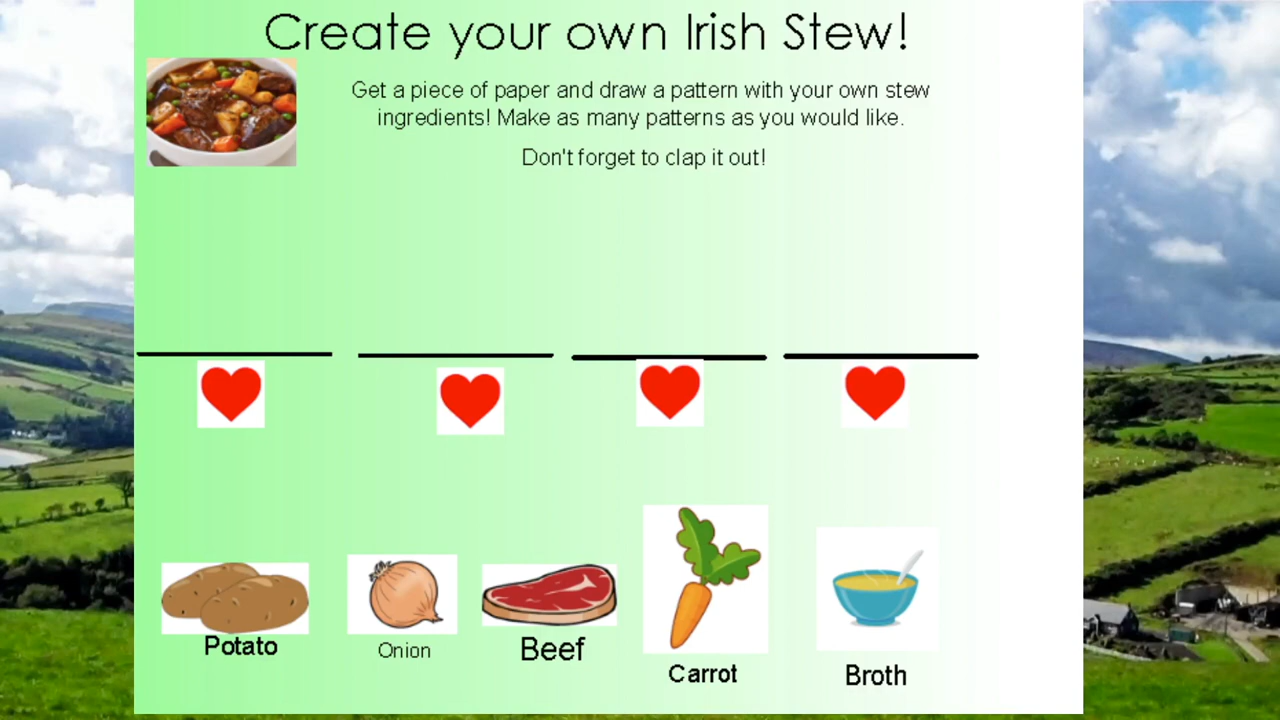 Create your own Irish Stew!
Get a piece of paper and draw a pattern with your own stew
ingredients! Make as many patterns as you would like.
Don't forget to clap it out!
Potato
Onion
Beef
Carrot
Broth